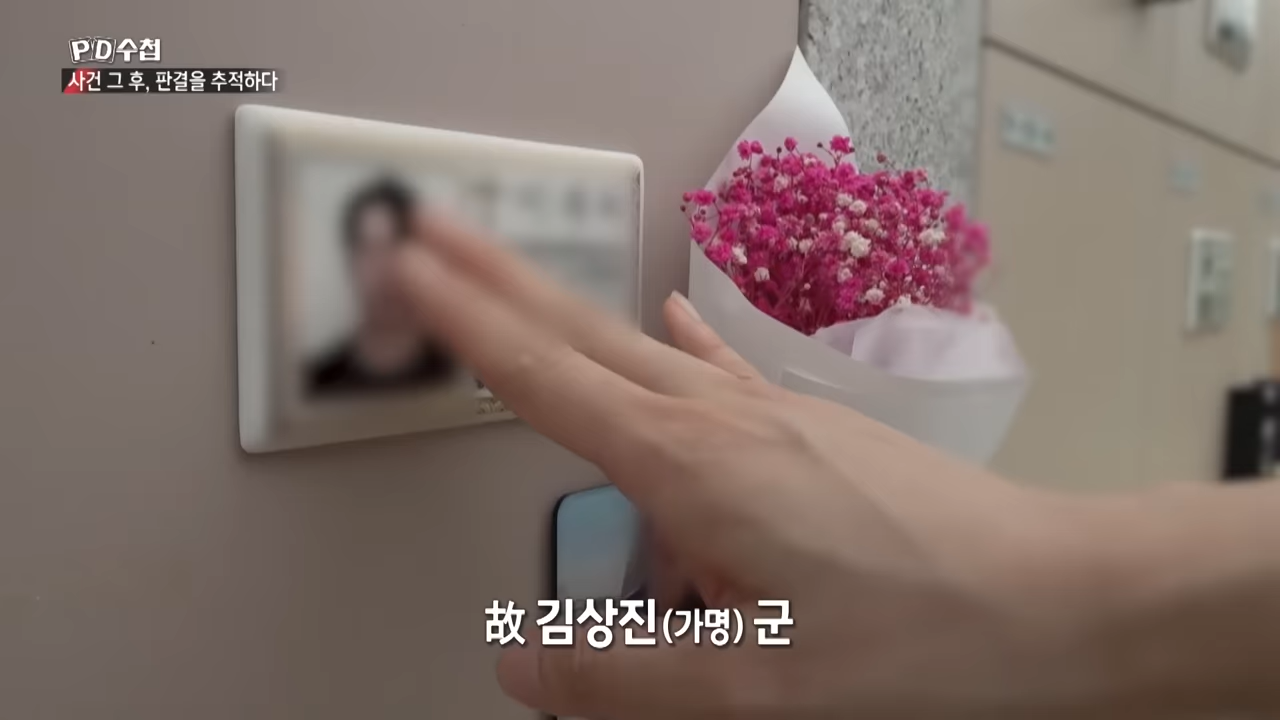 PD수첩
사건 그 후, 판결을 추적하다
故 김상진(가명) 군